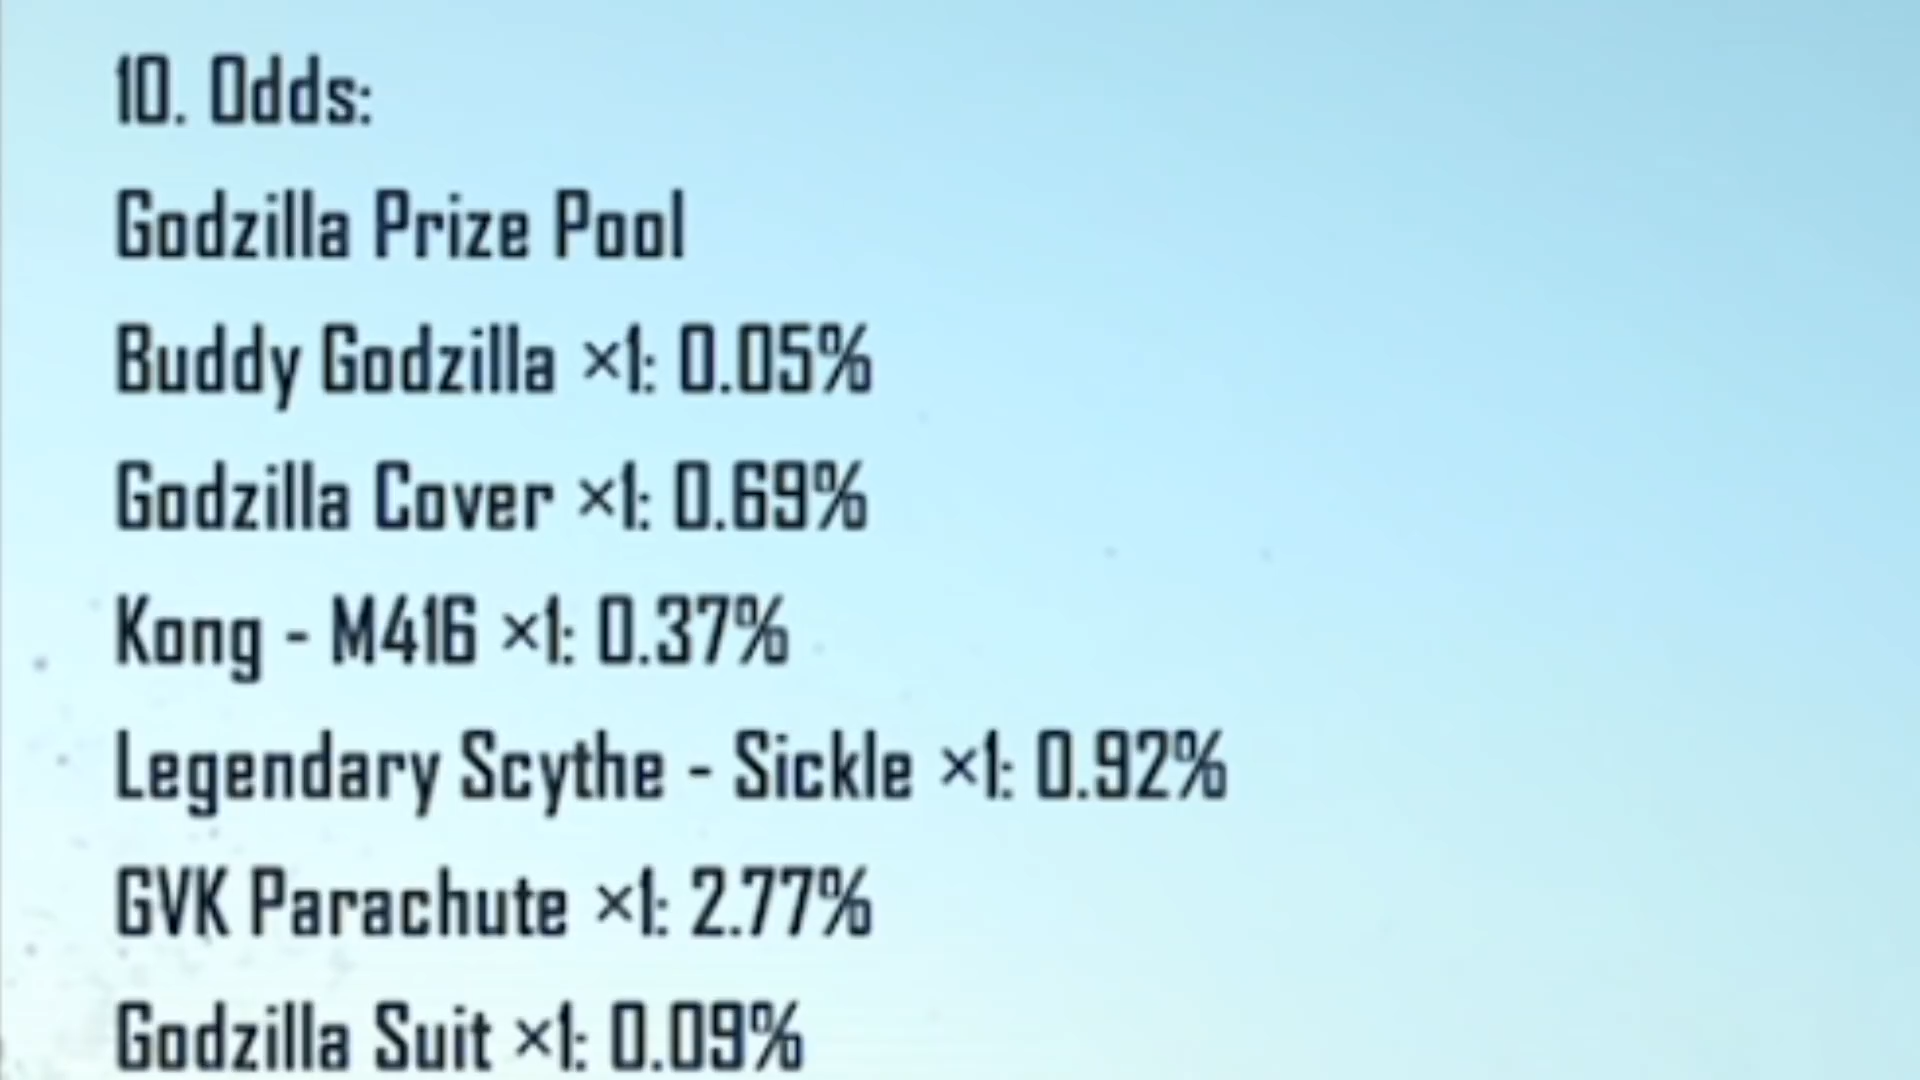 10. Odds:
Godzilla Prize Pool
Buddy Godzilla ×1: 0.05%
Godzilla Cover ×1: 0.69%
Kong - M416 ×1: 0.37%
Legendary Scythe - Sickle ×1: 0.92%
GVK Parachute ×1: 2.77%
Godzilla Suit ×1: 0.09%